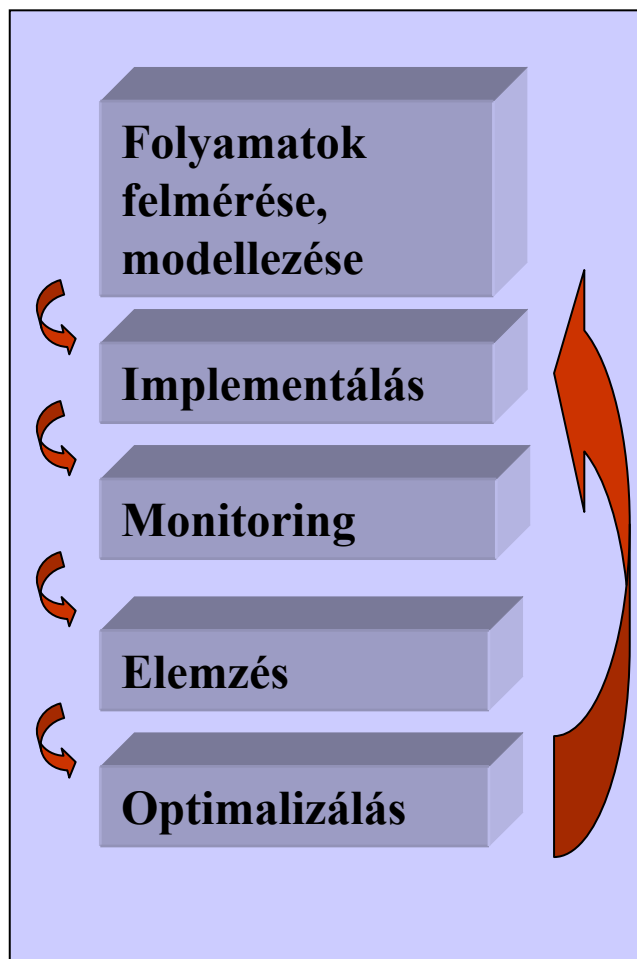 Folyamatok
felmérése,
modellezése
Implementálás
Monitoring
Elemzés
Optimalizálás